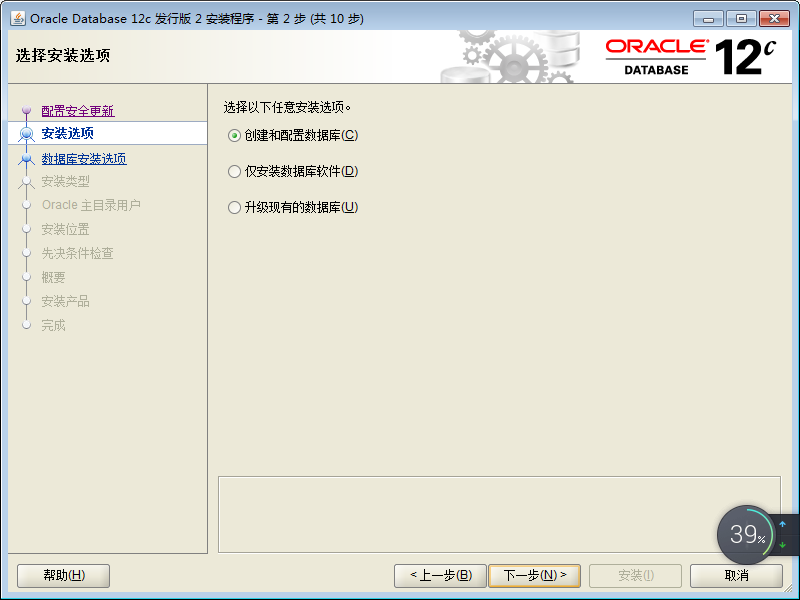 Oracle Database 12c 发行版 2 安装程序 - 第 2 步 (共 10 步)
选择安装选项
ORACLE®
DATABASE
12c
配置安全更新
安装选项
数据库安装选项
安装类型
Oracle 主目录用户
安装位置
先决条件检查
概要
安装产品
完成
选择以下任意安装选项。
创建和配置数据库(C)
仅安装数据库软件(D)
升级现有的数据库(U)
39%
帮助(H)
< 上一步(B)
下一步(N) >
安装(I)
取消